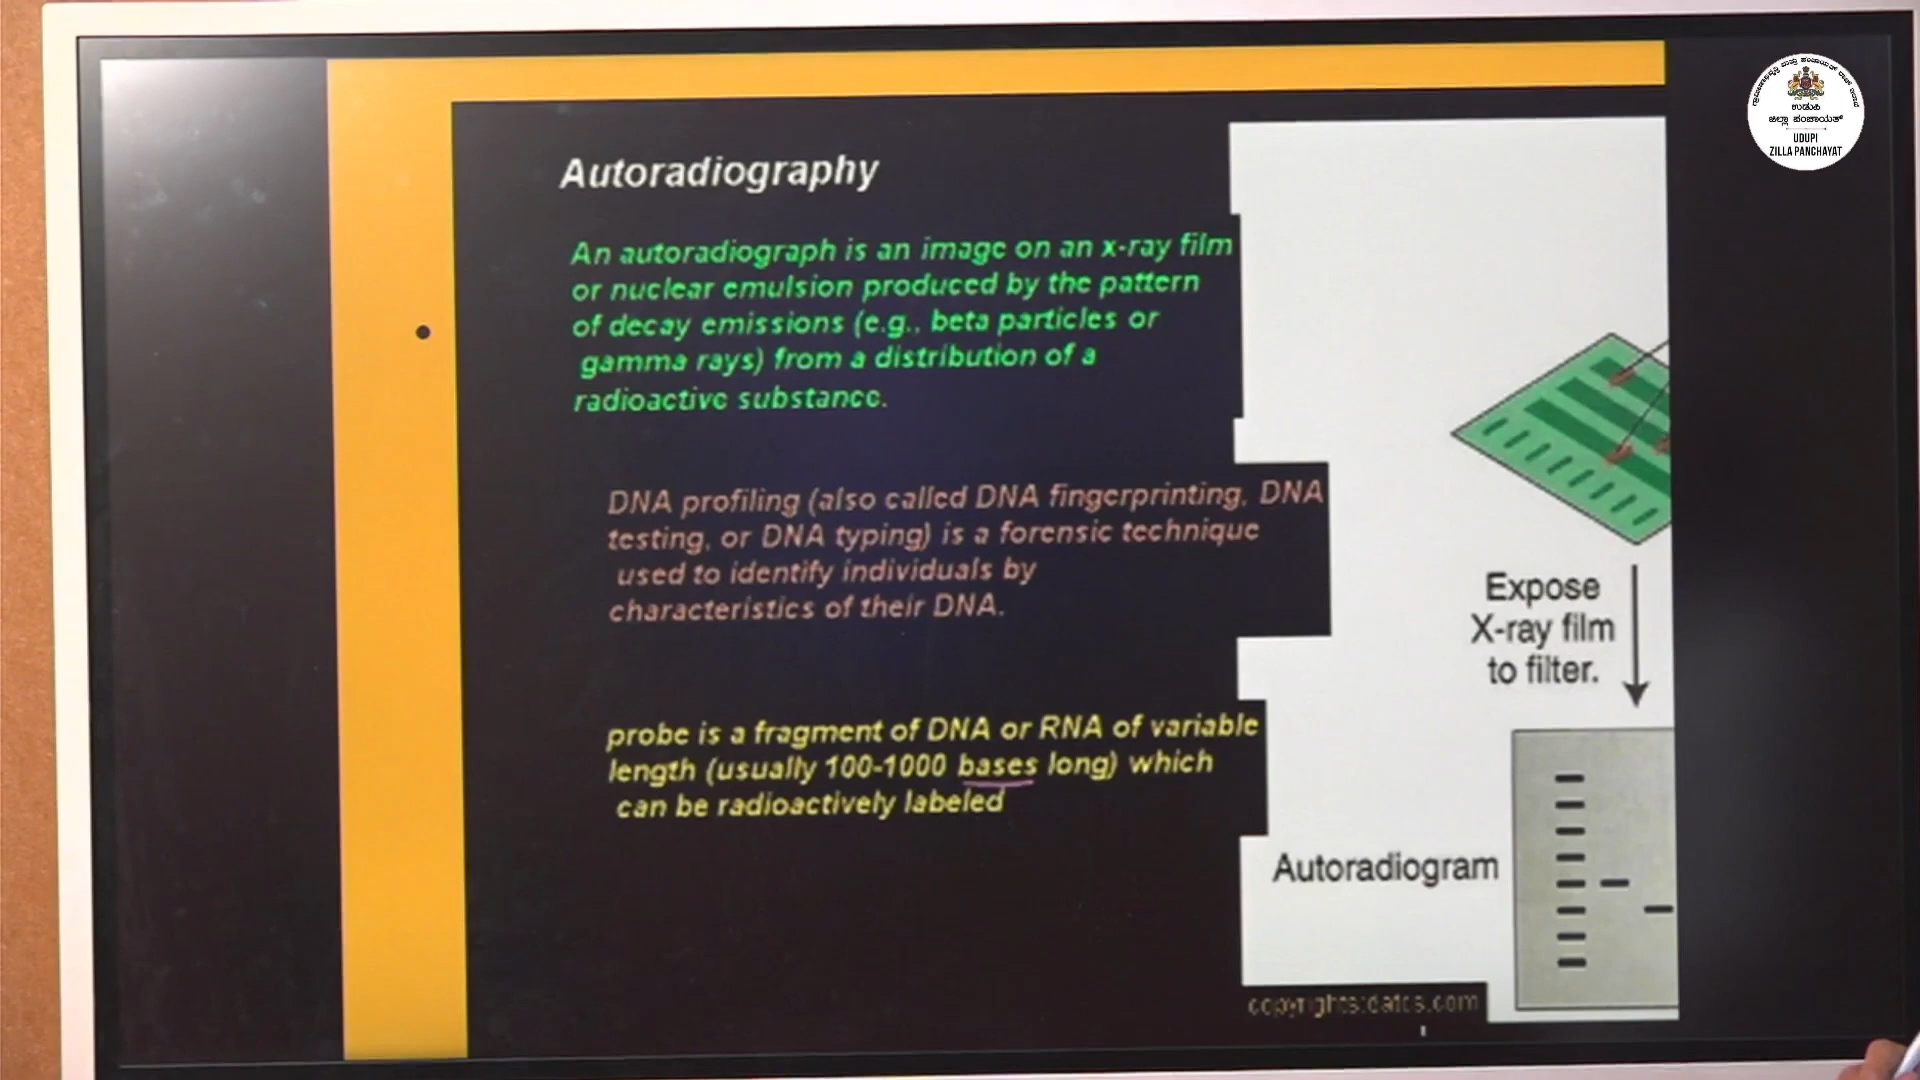 Autoradiography
An autoradiograph is an image on an x-ray film
or nuclear emulsion produced by the pattern
of decay emissions (e.g., beta particles or
gamma rays) from a distribution of a
radioactive substance.
DNA profiling (also called DNA fingerprinting, DNA
testing, or DNA typing) is a forensic technique
used to identify individuals by
characteristics of their DNA.
probe is a fragment of DNA or RNA of variable
length (usually 100-1000 bases long) which
can be radioactively labeled
Expose
X-ray film
to filter.
Autoradiogram
ಉಡುಪಿ
ಜಿಲ್ಲಾ ಪಂಚಾಯತ್
UDUPI
ZILLA PANCHAYAT